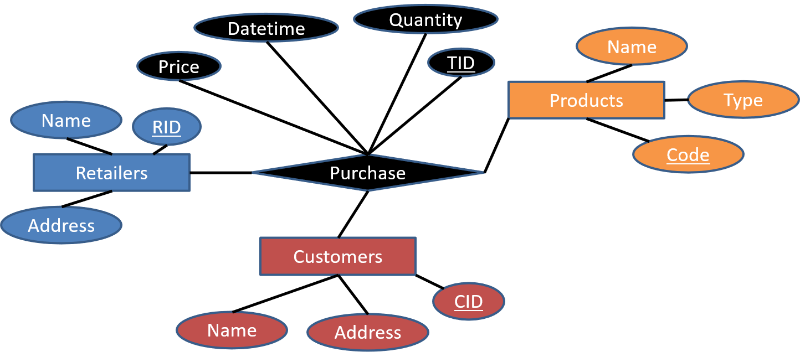 Quantity
Datetime
Name
TID
Price
Products
Type
Name
RID
Code
Retailers
Purchase
Address
Customers
CID
Name
Address